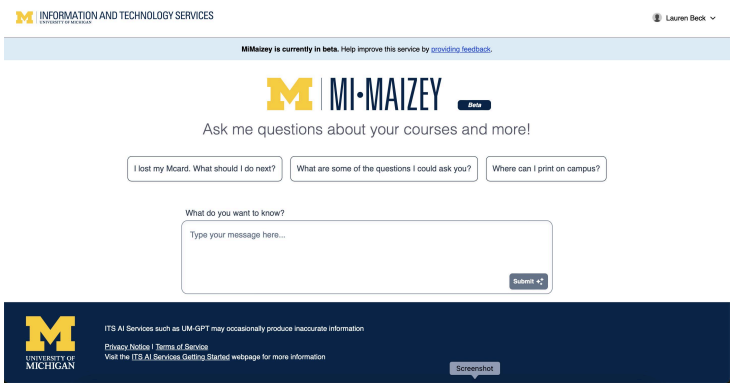 M | INFORMATION AND TECHNOLOGY SERVICES
UNIVERSITY OF MICHIGAN
Lauren Beck
MiMaizey is currently in beta. Help improve this service by providing feedback.
M | MI•MAIZEY Beta
Ask me questions about your courses and more!
I lost my Mcard. What should I do next?
What are some of the questions I could ask you?
Where can I print on campus?
What do you want to know?
Type your message here...
Submit
M
UNIVERSITY OF
MICHIGAN
ITS AI Services such as UM-GPT may occasionally produce inaccurate information
Privacy Notice | Terms of Service
Visit the ITS AI Services Getting Started webpage for more information
Screenshot